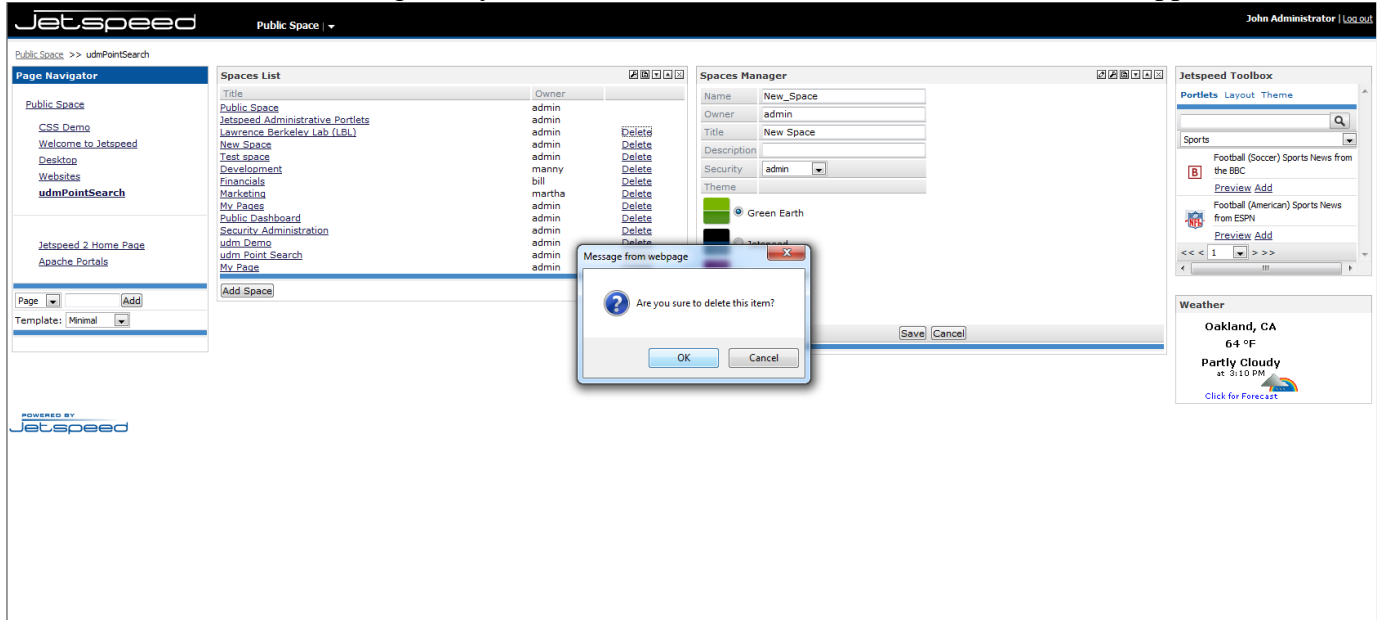 Jetspeed
Public Space |
John Administrator | Log out
Public Space >> udmPointSearch
Page Navigator
Public Space
CSS Demo
Welcome to Jetspeed
Desktop
Websites
udmPointSearch
Jetspeed 2 Home Page
Apache Portals
Page Add
Template: Minimal
POWERED BY
Jetspeed
Spaces List
Title Owner
Public Space admin
Jetspeed Administrative Portlets admin
Lawrence Berkeley Lab (LBL) admin Delete
New Space admin Delete
Test space admin Delete
Development manny Delete
Financials bill Delete
Marketing martha Delete
My Pages admin Delete
Public Dashboard admin Delete
Security Administration admin Delete
udm Demo admin Delete
udm Point Search admin
My Page admin
Add Space
Spaces Manager
Name New_Space
Owner admin
Title New Space
Description
Security admin
Theme
Green Earth
Jetspeed
Save Cancel
Message from webpage
Are you sure to delete this item?
OK Cancel
Jetspeed Toolbox
Portlets Layout Theme
Sports
Football (Soccer) Sports News from
the BBC
B
Preview Add
Football (American) Sports News
from ESPN
NFL
Preview Add
<< < 1 > >>
Weather
Oakland, CA
64 ºF
Partly Cloudy
at 3:10 PM
Click for Forecast